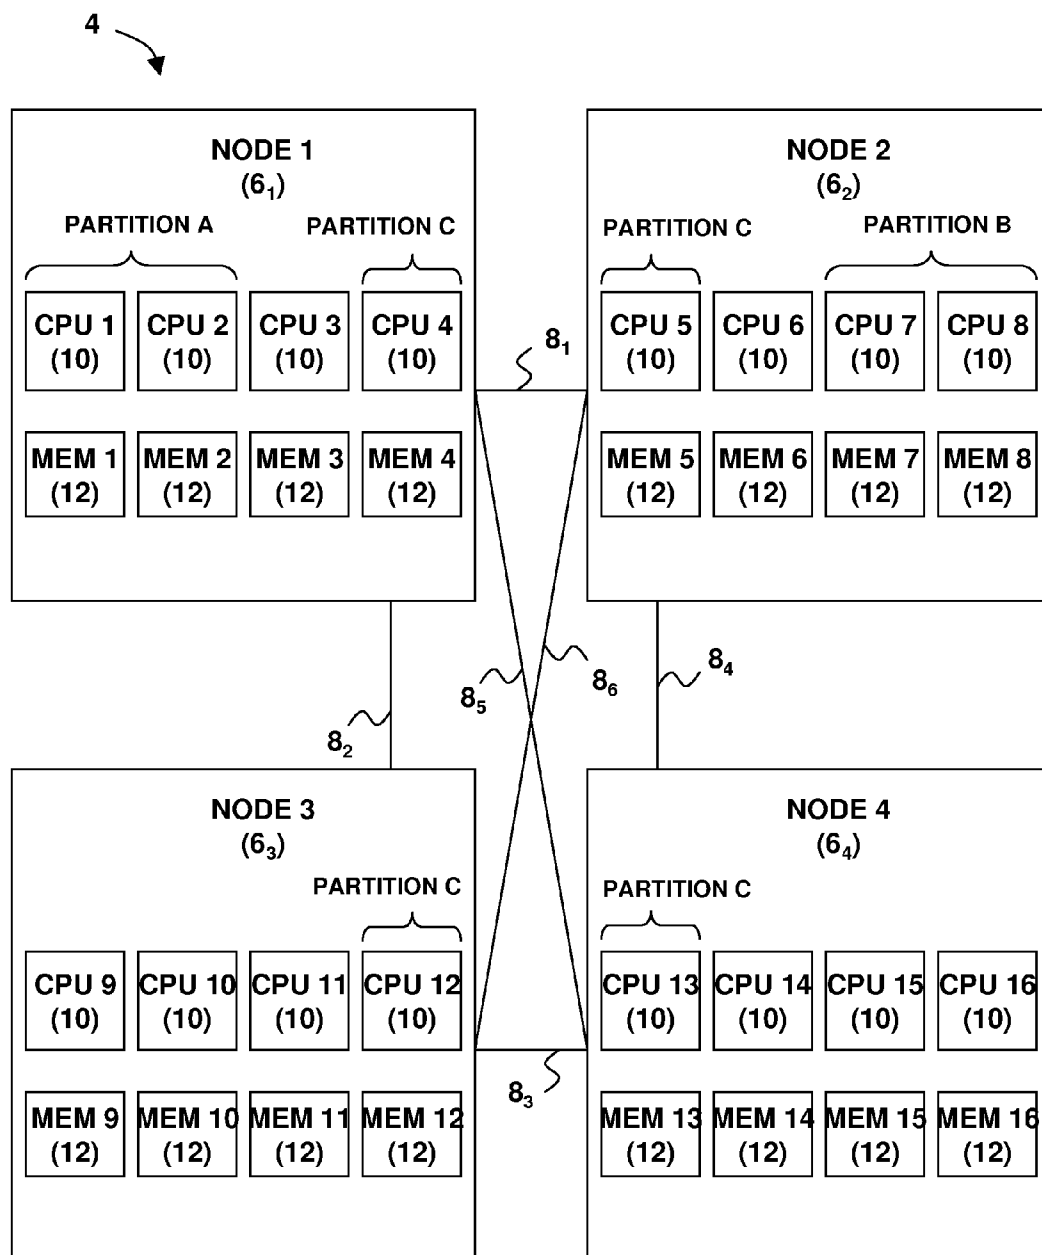 4
NODE 1
(6₁)
PARTITION A
PARTITION C
CPU 1
(10)
CPU 2
(10)
CPU 3
(10)
CPU 4
(10)
MEM 1
(12)
MEM 2
(12)
MEM 3
(12)
MEM 4
(12)
NODE 2
(6₂)
PARTITION C
PARTITION B
CPU 5
(10)
CPU 6
(10)
CPU 7
(10)
CPU 8
(10)
MEM 5
(12)
MEM 6
(12)
MEM 7
(12)
MEM 8
(12)
8₁
8₅
8₆
8₄
8₂
NODE 3
(6₃)
PARTITION C
CPU 9
(10)
CPU 10
(10)
CPU 11
(10)
CPU 12
(10)
MEM 9
(12)
MEM 10
(12)
MEM 11
(12)
MEM 12
(12)
8₃
NODE 4
(6₄)
PARTITION C
CPU 13
(10)
CPU 14
(10)
CPU 15
(10)
CPU 16
(10)
MEM 13
(12)
MEM 14
(12)
MEM 15
(12)
MEM 16
(12)